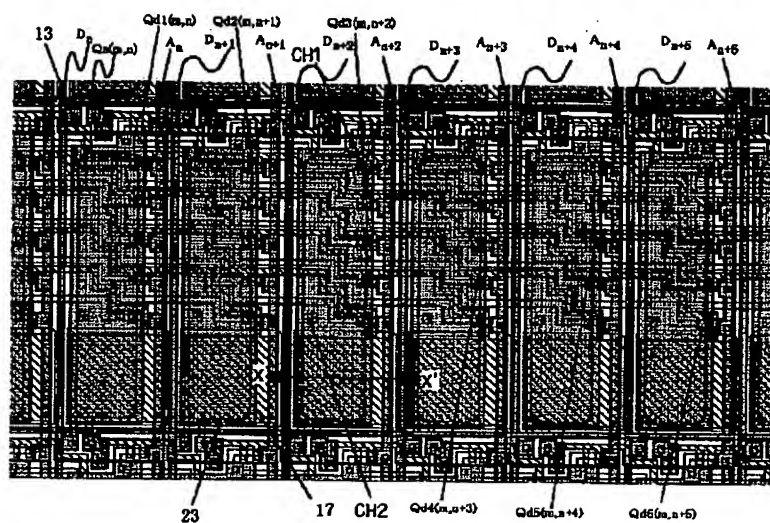 Qd1(m,n) Qd2(m,n+1) Qd3(m,n+2)
13 Dn Qs(m,n) An Dn+1 An+1 CH1 Dn+2 An+2 Dn+3 An+3 Dn+4 An+4 Dn+5 An+5
X X'
23 17 CH2 Qd4(m,n+3) Qd5(m,n+4) Qd6(m,n+5)